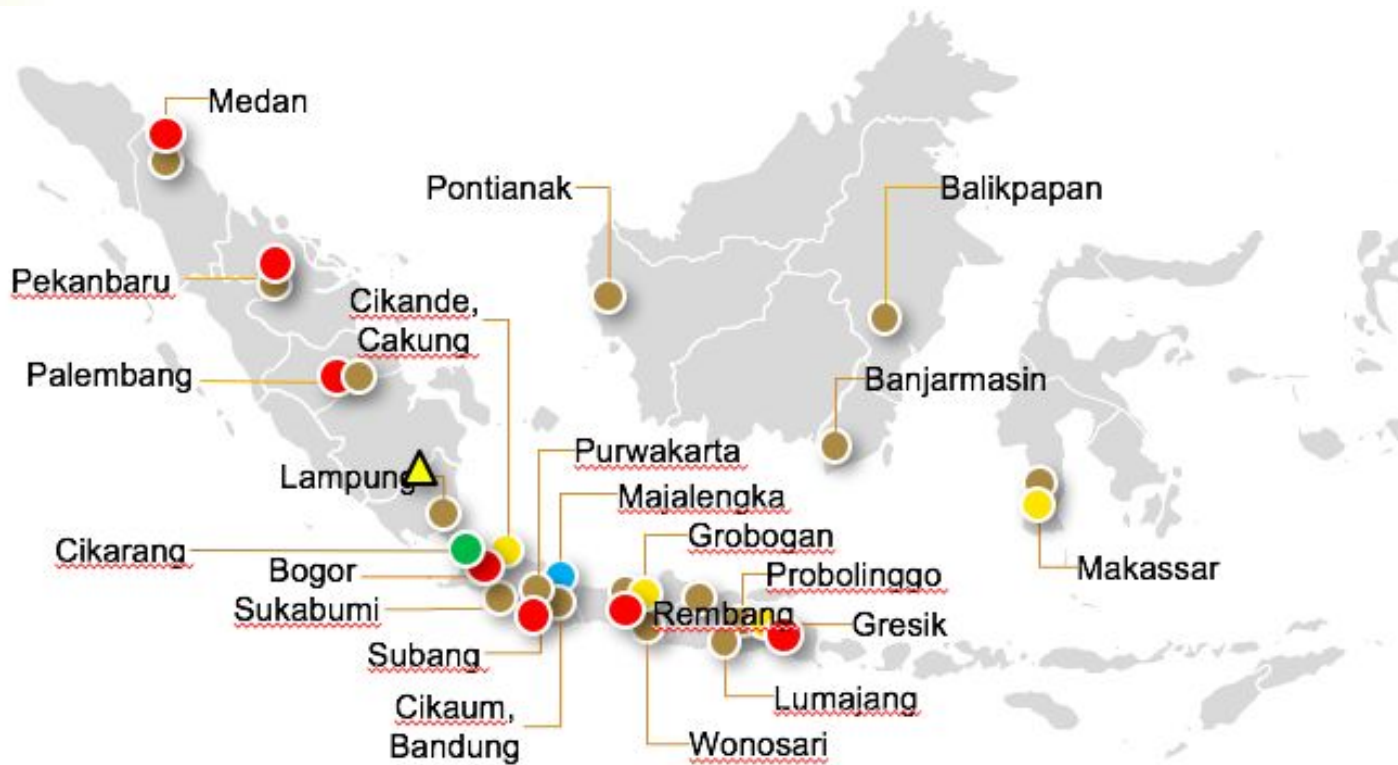 Medan
Pontianak
Balikpapan
Pekanbaru
Cikande,
Cakung
Palembang
Banjarmasin
Purwakarta
Lampung
Majalengka
Grobogan
Cikarang
Bogor
Probolinggo
Makassar
Sukabumi
Rembang
Gresik
Subang
Lumajang
Cikaum,
Bandung
Wonosari